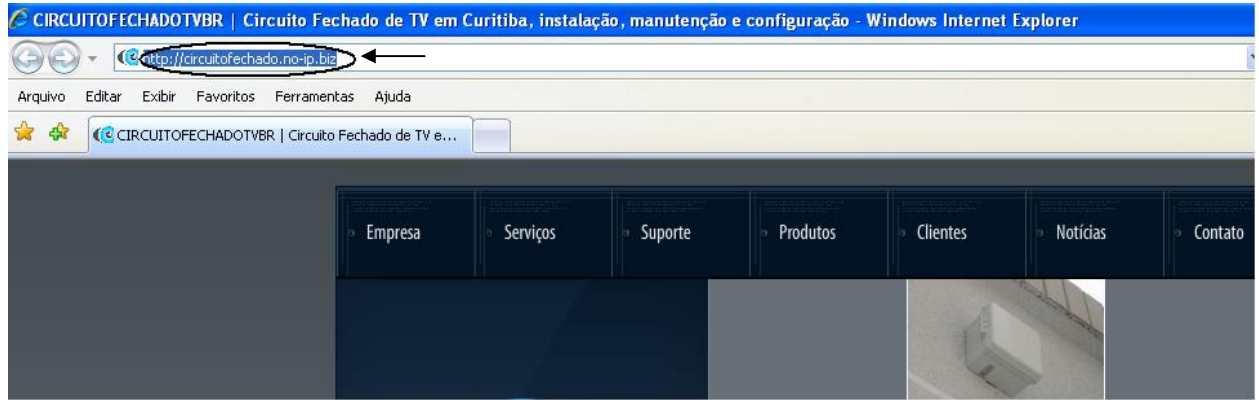 CIRCUITOFECHADOTVBR | Circuito Fechado de TV em Curitiba, instalação, manutenção e configuração - Windows Internet Explorer
http://circuitofechado.no-ip.biz
Arquivo Editar Exibir Favoritos Ferramentas Ajuda
CIRCUITOFECHADOTVBR | Circuito Fechado de TV e...
Empresa Serviços Suporte Produtos Clientes Notícias Contato